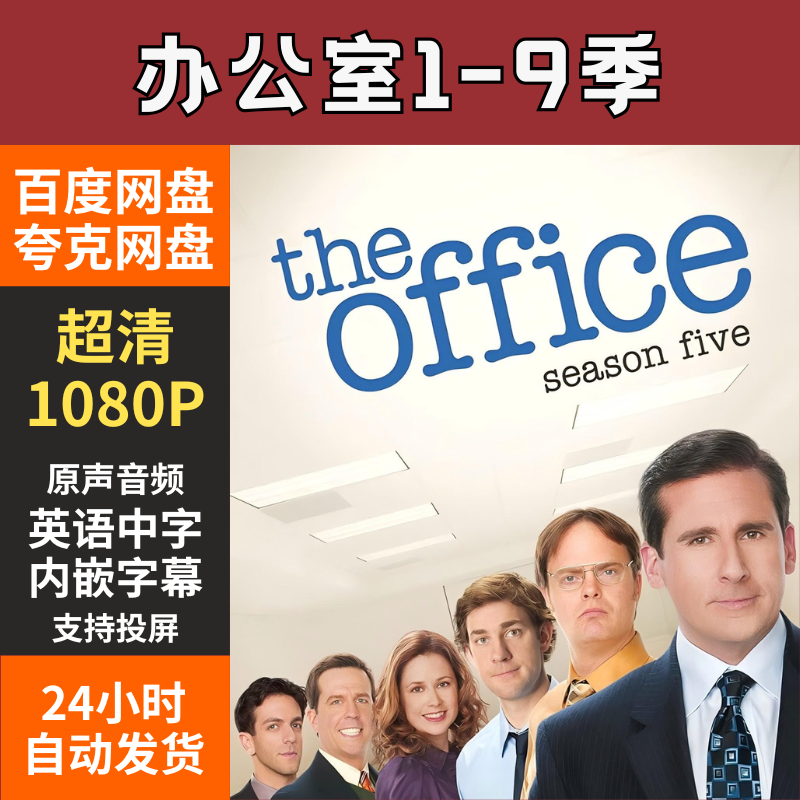 办公室1-9季
百度网盘
夸克网盘
超清
1080P
原声音频
英语中字
内嵌字幕
支持投屏
24小时
自动发货
the
office
season five